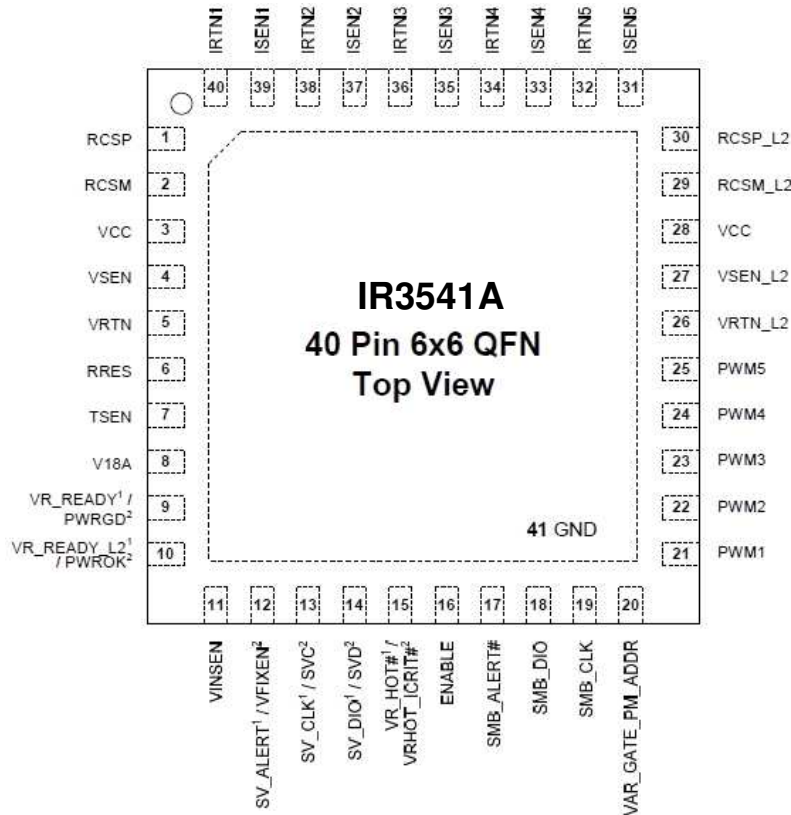 IRTN1
ISEN1
IRTN2
ISEN2
IRTN3
ISEN3
IRTN4
ISEN4
IRTN5
ISEN5
40
39
38
37
36
35
34
33
32
31
RCSP 1
RCSM 2
VCC 3
VSEN 4
VRTN 5
RRES 6
TSEN 7
V18A 8
VR_READY¹ /
PWRGD² 9
VR_READY_L2¹
/ PWROK² 10
IR3541A
40 Pin 6x6 QFN
Top View
41 GND
30 RCSP_L2
29 RCSM_L2
28 VCC
27 VSEN_L2
26 VRTN_L2
25 PWM5
24 PWM4
23 PWM3
22 PWM2
21 PWM1
11
12
13
14
15
16
17
18
19
20
VINSEN
SV_ALERT¹ / VFIXEN²
SV_CLK¹ / SVC²
SV_DIO¹ / SVD²
VR_HOT#¹ /
VRHOT_ICRIT#²
ENABLE
SMB_ALERT#
SMB_DIO
SMB_CLK
VAR_GATE_PM_ADDR